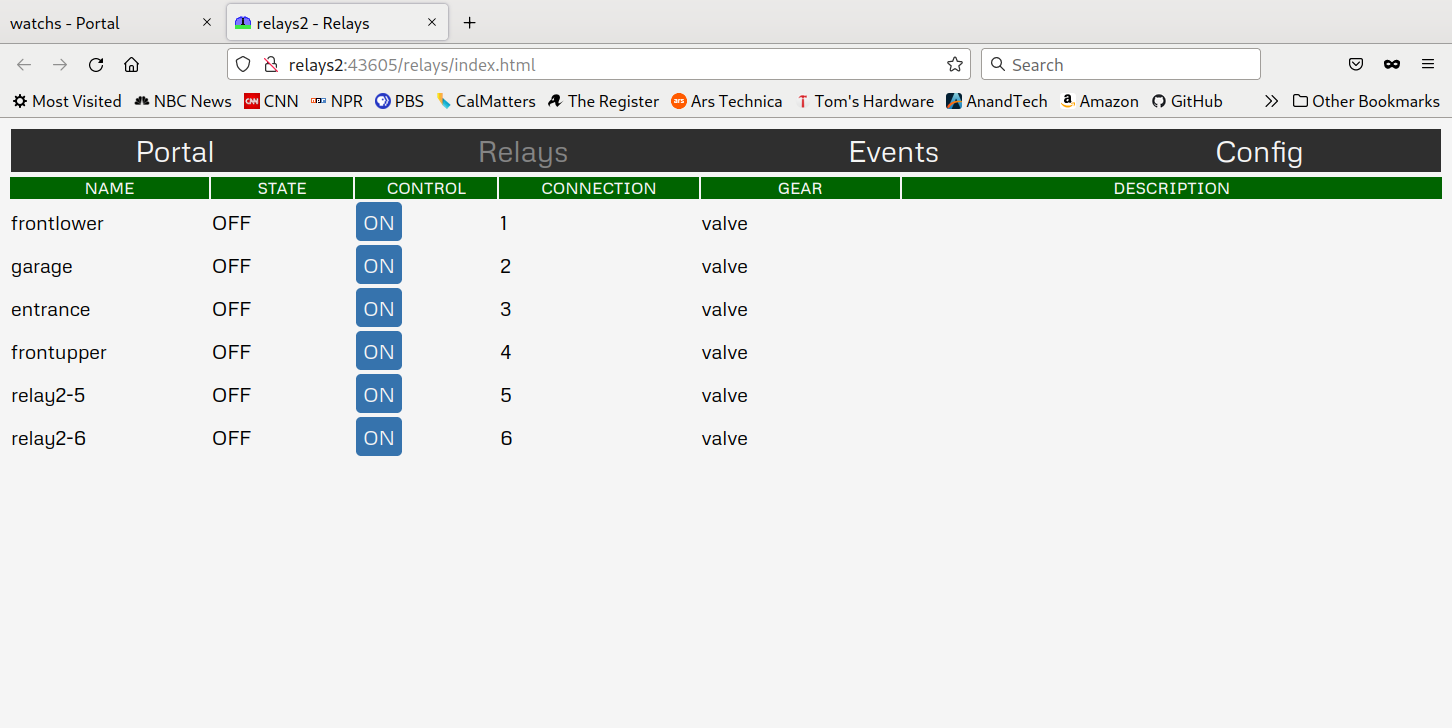 watchs - Portal relays2 - Relays
relays2:43605/relays/index.html Search
Most Visited NBC News CNN CNN npr NPR PBS CalMatters The Register ars Ars Technica T Tom's Hardware AnandTech a Amazon GitHub Other Bookmarks
Portal Relays Events Config
NAME STATE CONTROL CONNECTION GEAR DESCRIPTION
frontlower OFF ON 1 valve
garage OFF ON 2 valve
entrance OFF ON 3 valve
frontupper OFF ON 4 valve
relay2-5 OFF ON 5 valve
relay2-6 OFF ON 6 valve